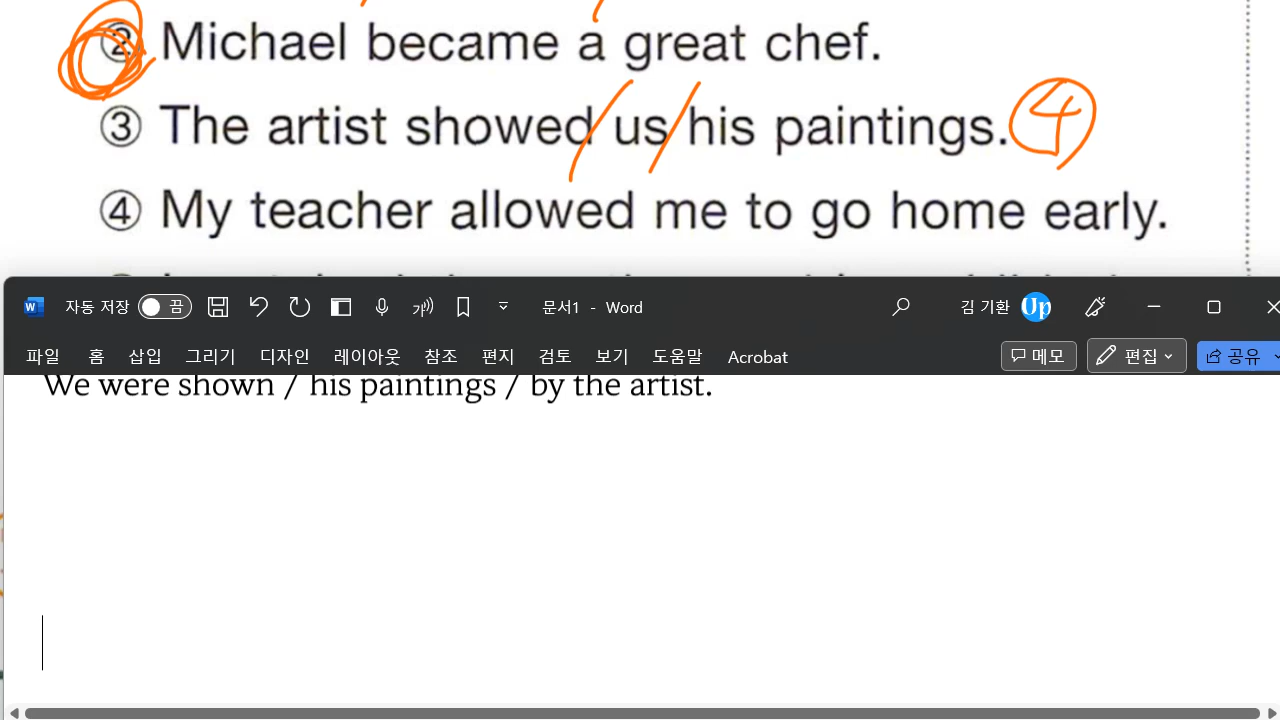 ② Michael became a great chef.
③ The artist showed / us / his paintings. ④
④ My teacher allowed me to go home early.
자동 저장 끔 가 문서1 - Word 김 기환 Up
파일 홈 삽입 그리기 디자인 레이아웃 참조 편지 검토 보기 도움말 Acrobat 메모 편집 공유
We were shown / his paintings / by the artist.